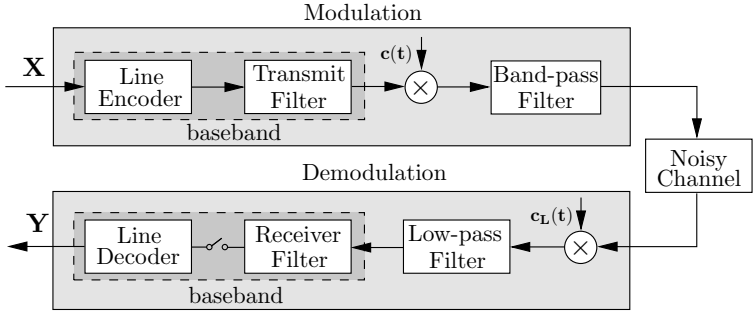 Modulation
X
Line
Encoder
Transmit
Filter
baseband
c(t)
×
Band-pass
Filter
Noisy
Channel
Demodulation
Y
Line
Decoder
Receiver
Filter
baseband
Low-pass
Filter
c_L(t)
×